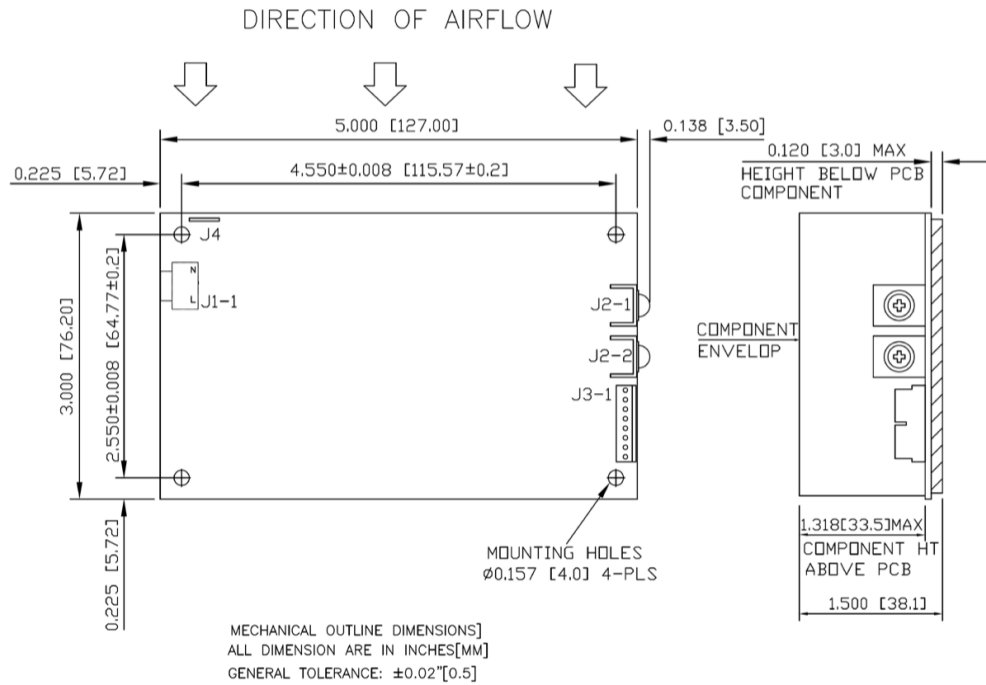 DIRECTION OF AIRFLOW
5.000 [127.00]
0.138 [3.50]
4.550±0.008 [115.57±0.2]
0.225 [5.72]
0.120 [3.0] MAX
HEIGHT BELOW PCB
COMPONENT
J4
N
L
J1-1
J2-1
J2-2
J3-1
3.000 [76.20]
2.550±0.008 [64.77±0.2]
0.225 [5.72]
COMPONENT
ENVELOP
MOUNTING HOLES
Ø0.157 [4.0] 4-PLS
1.318[33.5]MAX
COMPONENT HT
ABOVE PCB
1.500 [38.1]
MECHANICAL OUTLINE DIMENSIONS]
ALL DIMENSION ARE IN INCHES[MM]
GENERAL TOLERANCE: ±0.02"[0.5]